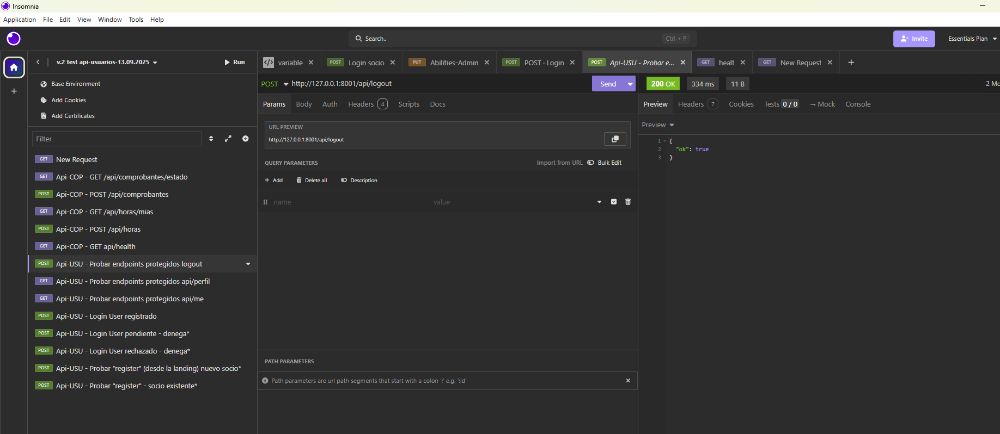 Insomnia
Application File Edit View Window Tools Help
Search.. Ctrl + P
Invite
Essentials Plan
v.2 test api-usuarios-13.09.2025
Run
variable
POST Login socio
PUT Abilities-Admin
POST POST · Login
POST Api-USU - Probar e...
GET healt
GET New Request
Base Environment
Add Cookies
Add Certificates
Filter
GET New Request
GET Api-COP - GET /api/comprobantes/estado
POST Api-COP - POST /api/comprobantes
GET Api-COP - GET /api/horas/mias
POST Api-COP - POST /api/horas
GET Api-COP - GET api/health
POST Api-USU - Probar endpoints protegidos logout
GET Api-USU - Probar endpoints protegidos api/perfil
GET Api-USU - Probar endpoints protegidos api/me
POST Api-USU - Login User registrado
POST Api-USU - Login User pendiente - denega*
POST Api-USU - Login User rechazado - denega*
POST Api-USU - Probar “register” (desde la landing) nuevo socio*
POST Api-USU - Probar "register" - socio existente*
POST http://127.0.0.1:8001/api/logout
Send
Params Body Auth Headers 4 Scripts Docs
URL PREVIEW
http://127.0.0.1:8001/api/logout
QUERY PARAMETERS
Import from URL Bulk Edit
Add Delete all Description
name value
PATH PARAMETERS
Path parameters are url path segments that start with a colon ':' e.g. ':id'
200 OK 334 ms 11 B
2 Mo
Preview Headers 7 Cookies Tests 0 / 0 → Mock Console
Preview
1 {
2 "ok": true
3 }